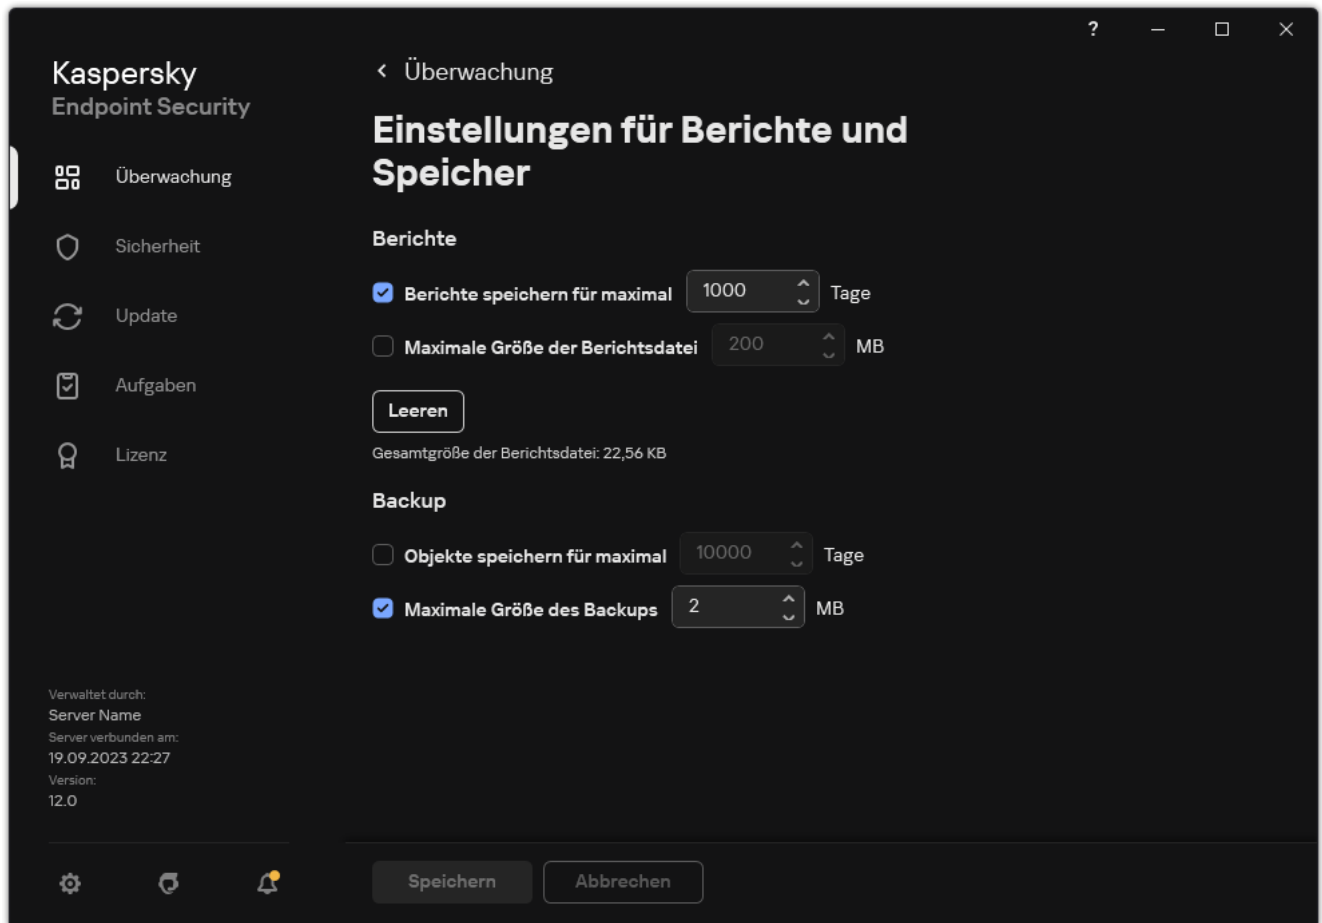 ?
Kaspersky
Endpoint Security
Überwachung
Sicherheit
Update
Aufgaben
Lizenz
Verwaltet durch:
Server Name
Server verbunden am:
19.09.2023 22:27
Version:
12.0
Überwachung
Einstellungen für Berichte und
Speicher
Berichte
Berichte speichern für maximal 1000 Tage
Maximale Größe der Berichtsdatei 200 MB
Leeren
Gesamtgröße der Berichtsdatei: 22,56 KB
Backup
Objekte speichern für maximal 10000 Tage
Maximale Größe des Backups 2 MB
Speichern Abbrechen